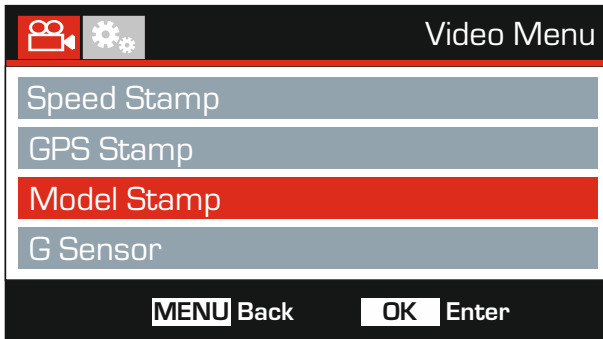 Video Menu
Speed Stamp
GPS Stamp
Model Stamp
G Sensor
MENU Back OK Enter